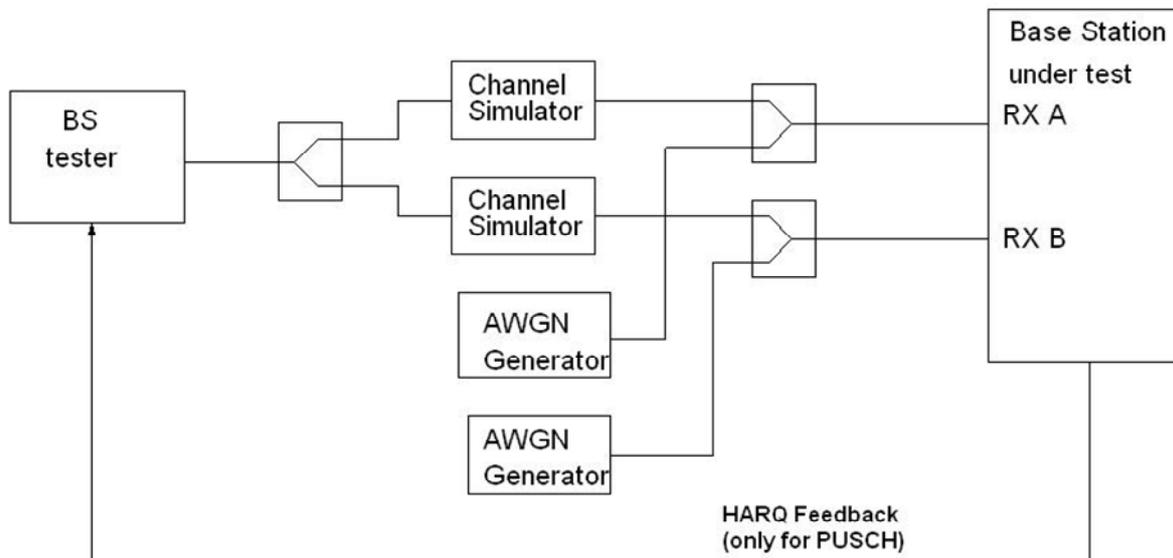 BS
tester
Channel
Simulator
Channel
Simulator
AWGN
Generator
AWGN
Generator
Base Station
under test
RX A
RX B
HARQ Feedback
(only for PUSCH)